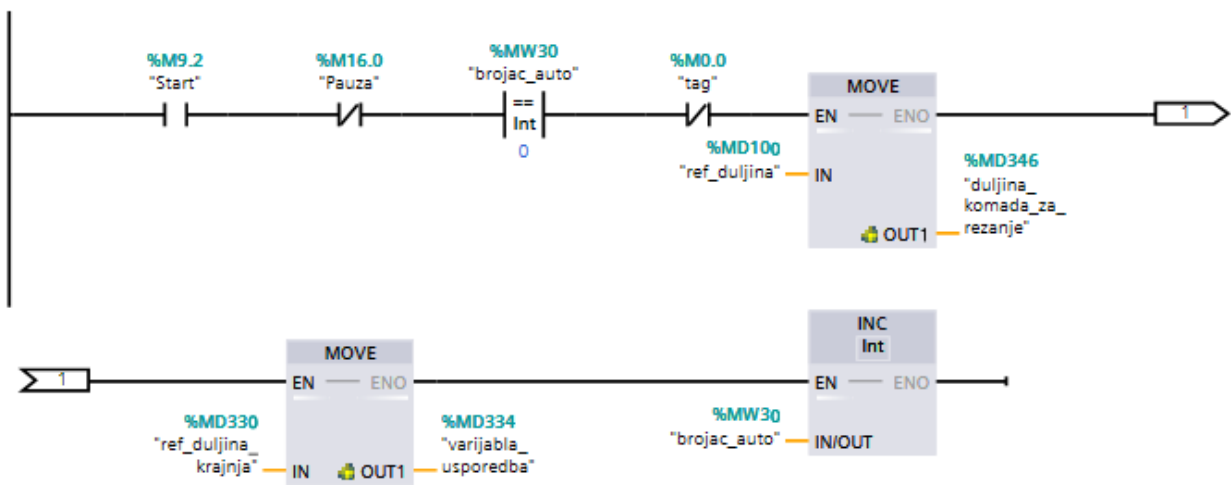 %M9.2
"Start"
%M16.0
"Pauza"
%MW30
"brojac_auto"
==
Int
0
%M0.0
"tag"
MOVE
EN
ENO
%MD100
"ref_duljina"
IN
OUT1
%MD346
"duljina_
komada_za_
rezanje"
1
1
MOVE
EN
ENO
%MD330
"ref_duljina_
krajnja"
IN
OUT1
%MD334
"varijabla_
usporedba"
INC
Int
EN
ENO
%MW30
"brojac_auto"
IN/OUT